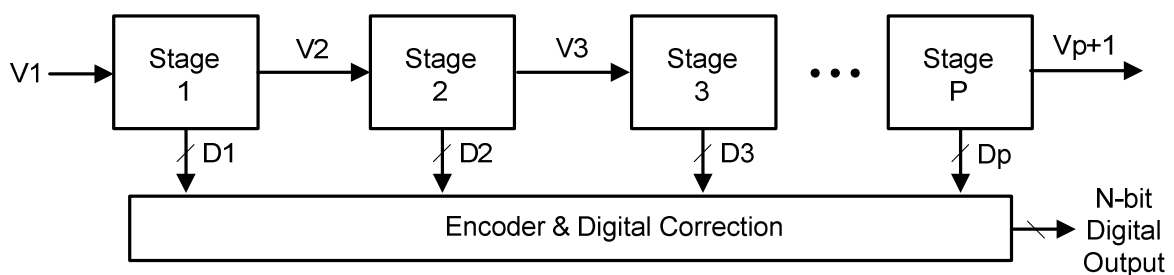 V1
Stage
1
V2
Stage
2
V3
Stage
3
Stage
P
Vp+1
D1
D2
D3
Dp
Encoder & Digital Correction
N-bit
Digital
Output